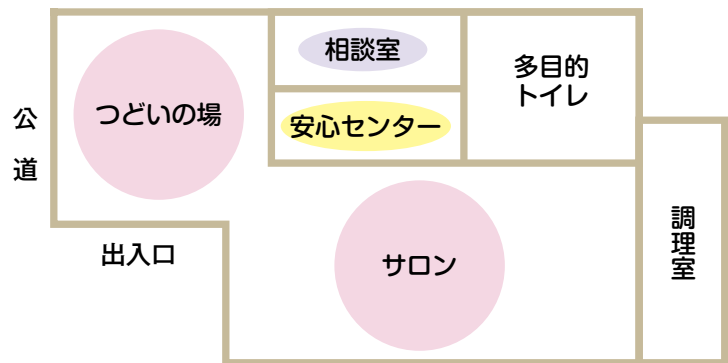 公道
つどいの場
相談室
安心センター
多目的
トイレ
出入口
サロン
調理室